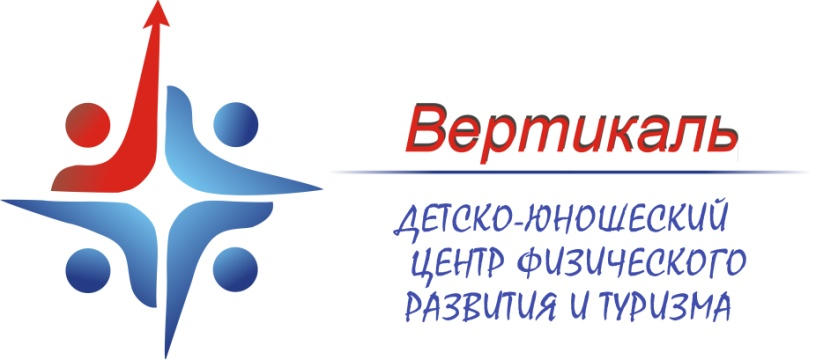 Вертикаль
ДЕТСКО-ЮНОШЕСКИЙ
ЦЕНТР ФИЗИЧЕСКОГО
РАЗВИТИЯ И ТУРИЗМА